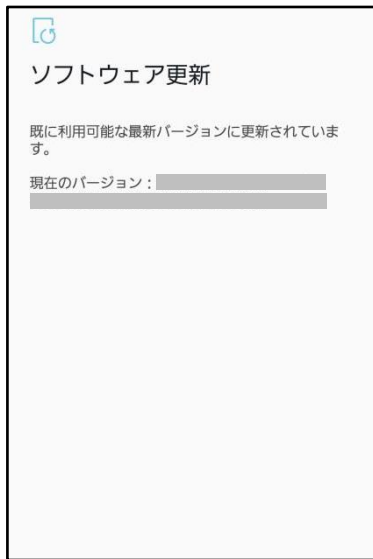 ソフトウェア更新
既に利用可能な最新バージョンに更新されていま
す。
現在のバージョン：